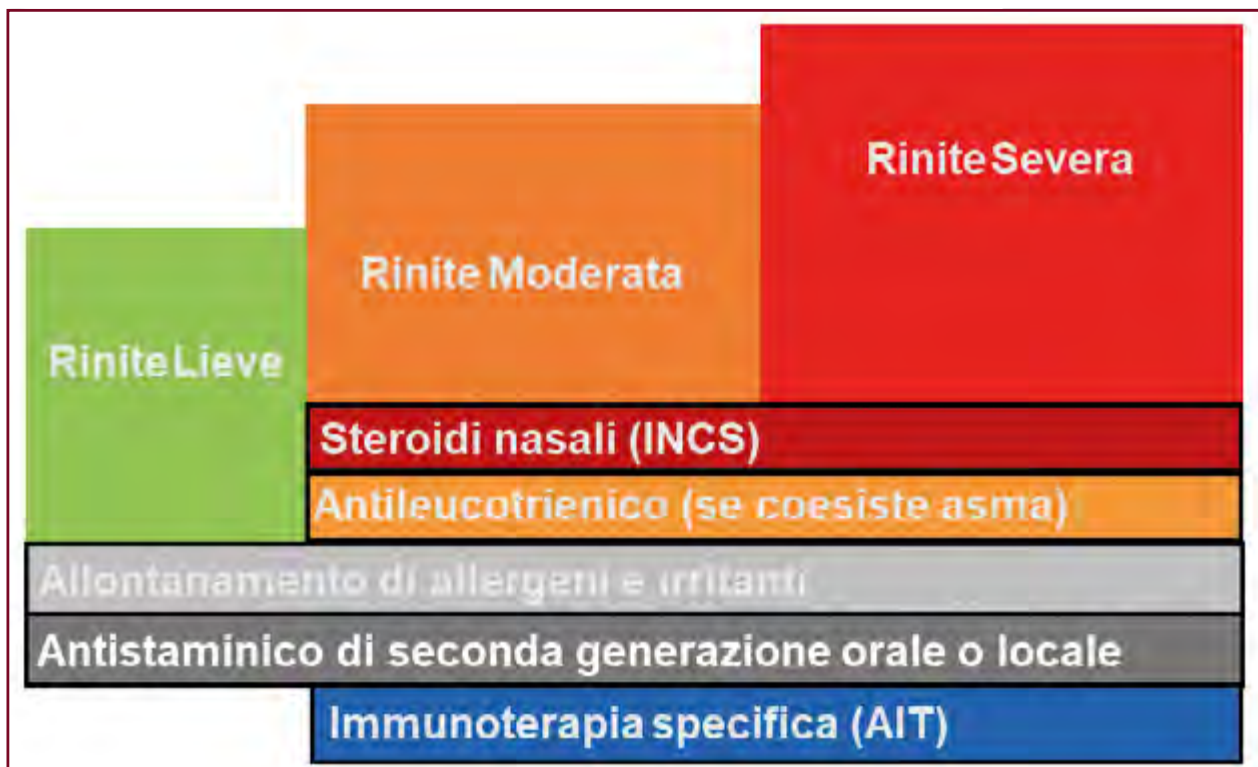 Rinite Severa
Rinite Moderata
Rinite Lieve
Steroidi nasali (INCS)
Antileucotrienico (se coesiste asma)
Allontanamento di allergeni e irritanti
Antistaminico di seconda generazione orale o locale
Immunoterapia specifica (AIT)